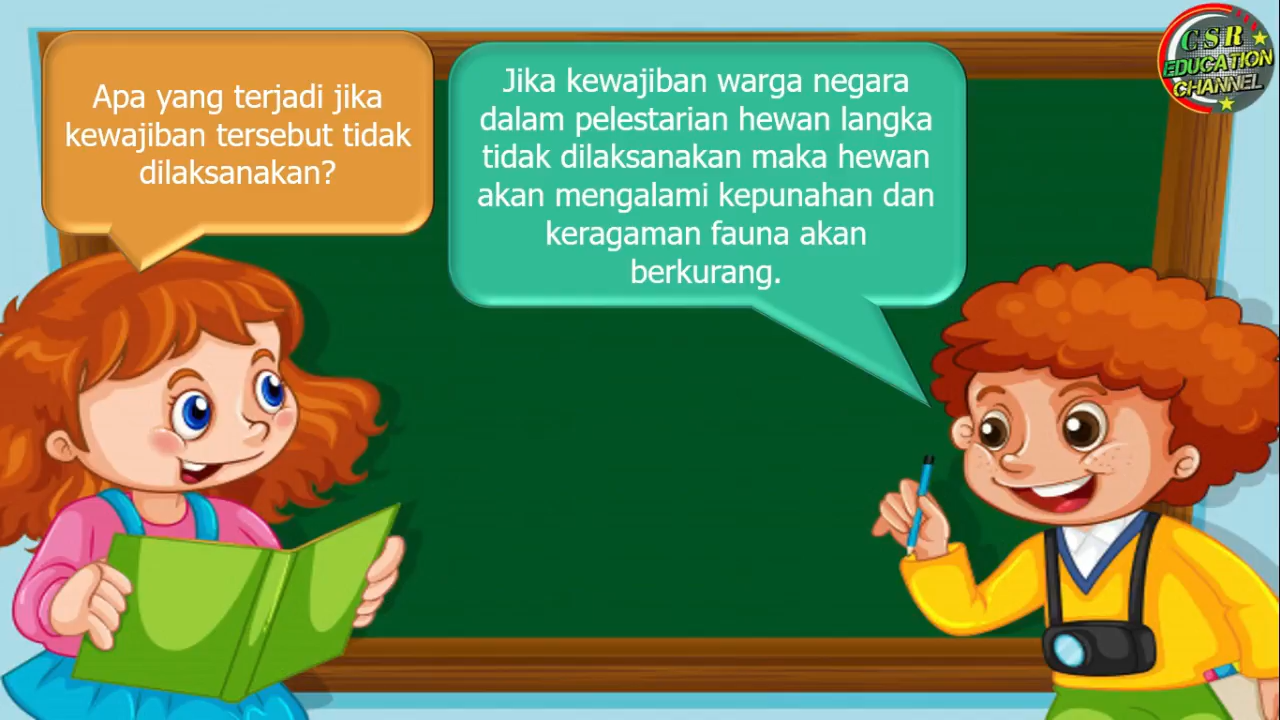 Apa yang terjadi jika
kewajiban tersebut tidak
dilaksanakan?
Jika kewajiban warga negara
dalam pelestarian hewan langka
tidak dilaksanakan maka hewan
akan mengalami kepunahan dan
keragaman fauna akan
berkurang.
CSR
EDUCATION
CHANNEL